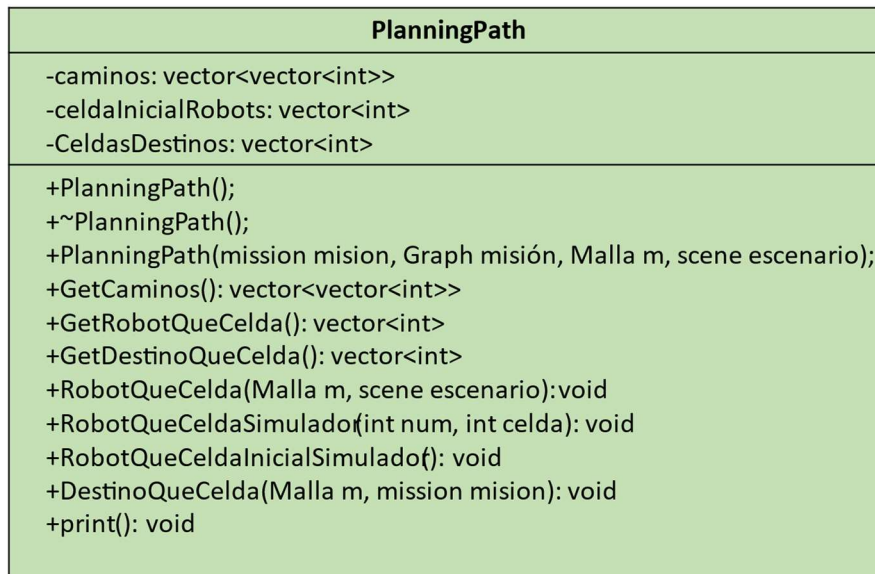 PlanningPath
-caminos: vector<vector<int>>
-celdaInicialRobots: vector<int>
-CeldasDestinos: vector<int>
+PlanningPath();
+~PlanningPath();
+PlanningPath(mission mision, Graph misión, Malla m, scene escenario);
+GetCaminos(): vector<vector<int>>
+GetRobotQueCelda(): vector<int>
+GetDestinoQueCelda(): vector<int>
+RobotQueCelda(Malla m, scene escenario):void
+RobotQueCeldaSimulador(int num, int celda): void
+RobotQueCeldaInicialSimulador(): void
+DestinoQueCelda(Malla m, mission mision): void
+print(): void